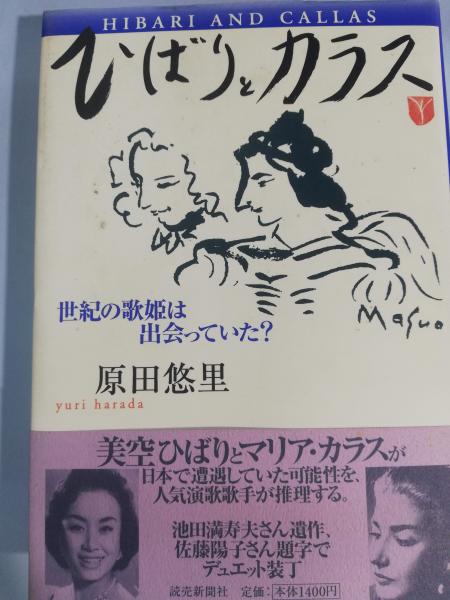 HIBARI AND CALLAS
ひばりとカラス
Masuo
世紀の歌姫は
出会っていた?
原田悠里
yuri harada
美空ひばりとマリア・カラスが
日本で遭遇していた可能性を、
人気演歌歌手が推理する。
池田満寿夫さん遺作、
佐藤陽子さん題字で
デュエット装丁
読売新聞社 定価:本体1400円